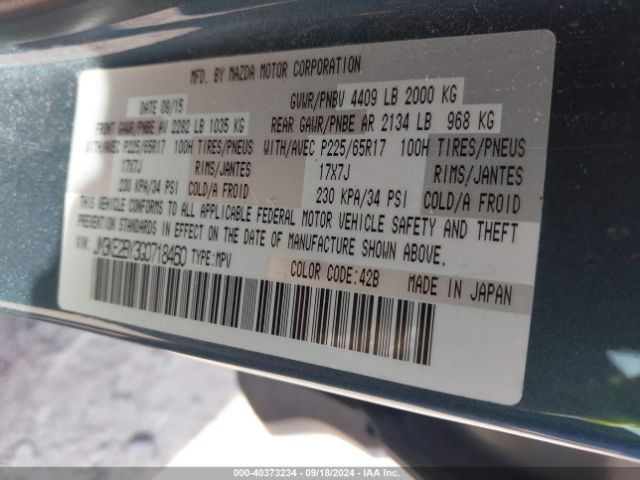 MFD. BY MAZDA MOTOR CORPORATION
DATE 09/15 GVWR/PNBV 4409 LB 2000 KG
FRONT GAWR/PNBE AV 2282 LB 1035 KG REAR GAWR/PNBE AR 2134 LB 968 KG
WITH/AVEC P225/65R17 100H TIRES/PNEUS WITH/AVEC P225/65R17 100H TIRES/PNEUS
17X7J RIMS/JANTES 17X7J RIMS/JANTES
230 KPA/34 PSI COLD/A FROID 230 KPA/34 PSI COLD/A FROID
THIS VEHICLE CONFORMS TO ALL APPLICABLE FEDERAL MOTOR VEHICLE SAFETY AND THEFT
PREVENTION STANDARDS IN EFFECT ON THE DATE OF MANUFACTURE SHOWN ABOVE.
VIN: JM3KE2BY3G0718460 TYPE:MPV
COLOR CODE:42B MADE IN JAPAN
000-40373234 - 09/18/2024 - IAA Inc.